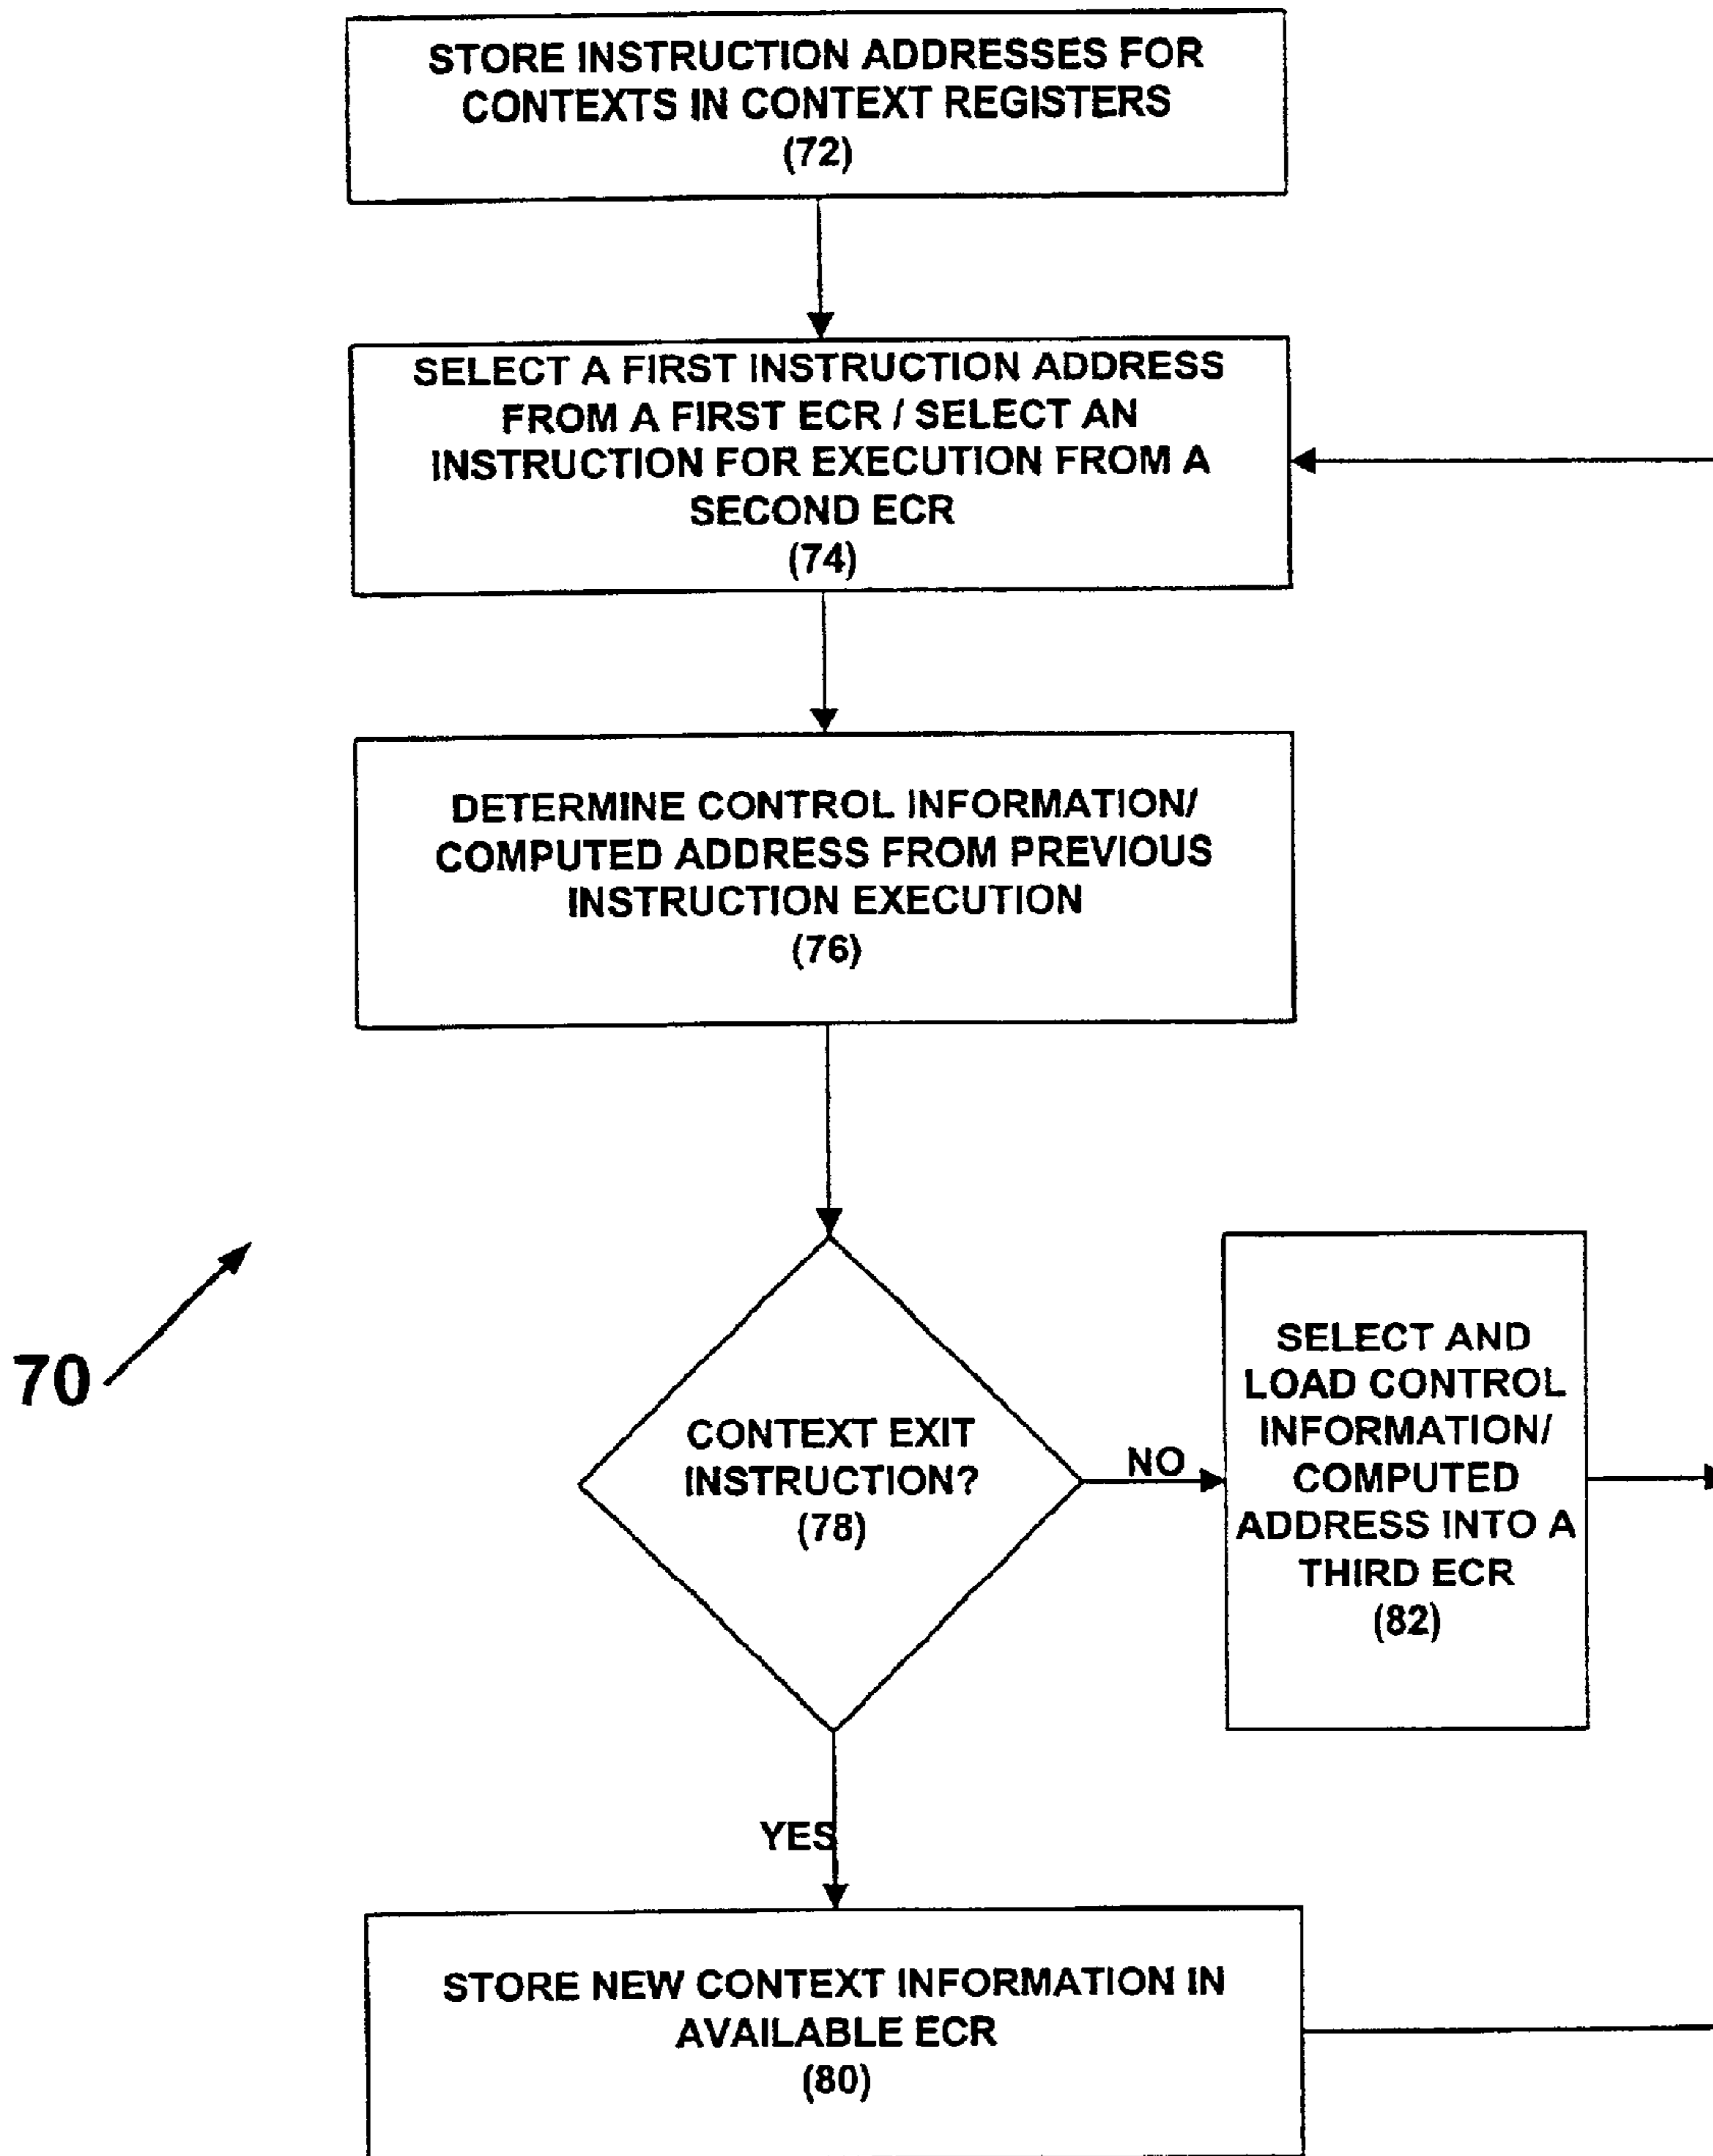 STORE INSTRUCTION ADDRESSES FOR
CONTEXTS IN CONTEXT REGISTERS
(72)
SELECT A FIRST INSTRUCTION ADDRESS
FROM A FIRST ECR / SELECT AN
INSTRUCTION FOR EXECUTION FROM A
SECOND ECR
(74)
DETERMINE CONTROL INFORMATION/
COMPUTED ADDRESS FROM PREVIOUS
INSTRUCTION EXECUTION
(76)
70
CONTEXT EXIT
INSTRUCTION?
(78)
NO
SELECT AND
LOAD CONTROL
INFORMATION/
COMPUTED
ADDRESS INTO A
THIRD ECR
(82)
YES
STORE NEW CONTEXT INFORMATION IN
AVAILABLE ECR
(80)